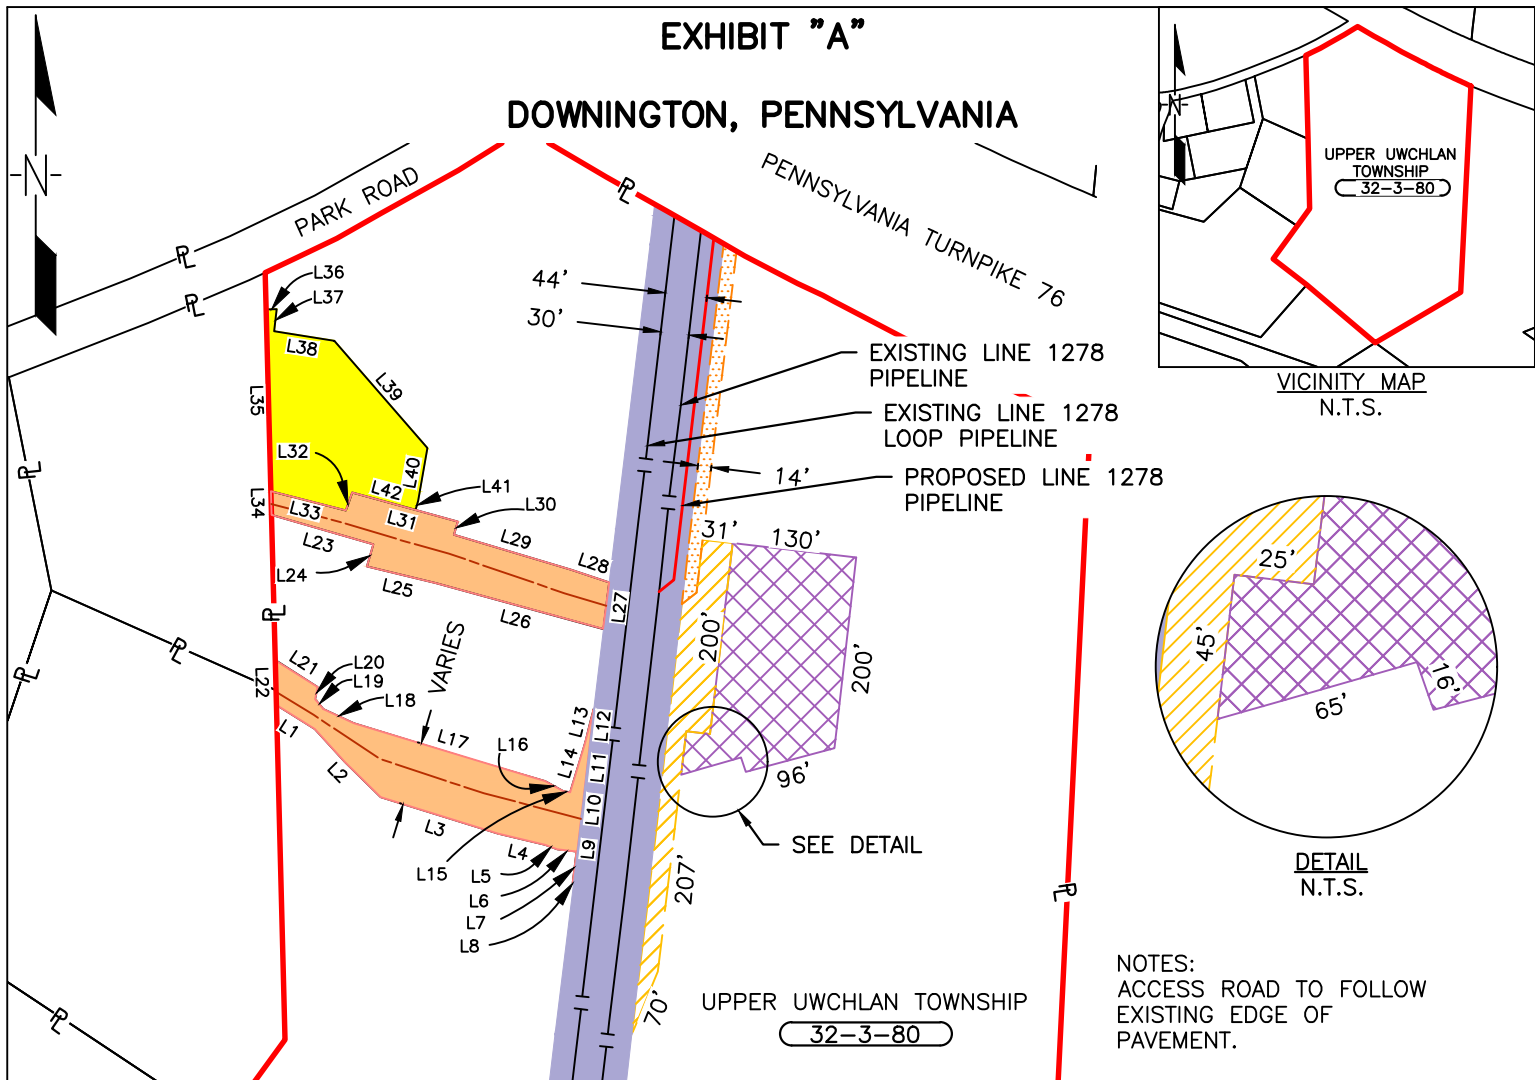 EXHIBIT "A"
DOWNINGTON, PENNSYLVANIA
N
PARK ROAD
PL
PL
PL
PENNSYLVANIA TURNPIKE 76
N
UPPER UWCHLAN
TOWNSHIP
32-3-80
VICINITY MAP
N.T.S.
L36
L37
L38
L39
L35
L32
L40
L42
L41
L34
L33
L31
L30
L23
L29
L24
L28
L25
L26
L27
44'
30'
EXISTING LINE 1278
PIPELINE
EXISTING LINE 1278
LOOP PIPELINE
PROPOSED LINE 1278
PIPELINE
14'
31'
130'
200'
200'
PL
PL
PL
PL
VARIES
L21
L20
L19
L18
L22
L1
L2
L17
L16
L13
L12
L14
L11
L10
L3
L4
L9
L15
L5
L6
L7
L8
96'
SEE DETAIL
207'
70'
PL
PL
25'
45'
65'
16'
DETAIL
N.T.S.
UPPER UWCHLAN TOWNSHIP
32-3-80
NOTES:
ACCESS ROAD TO FOLLOW
EXISTING EDGE OF
PAVEMENT.